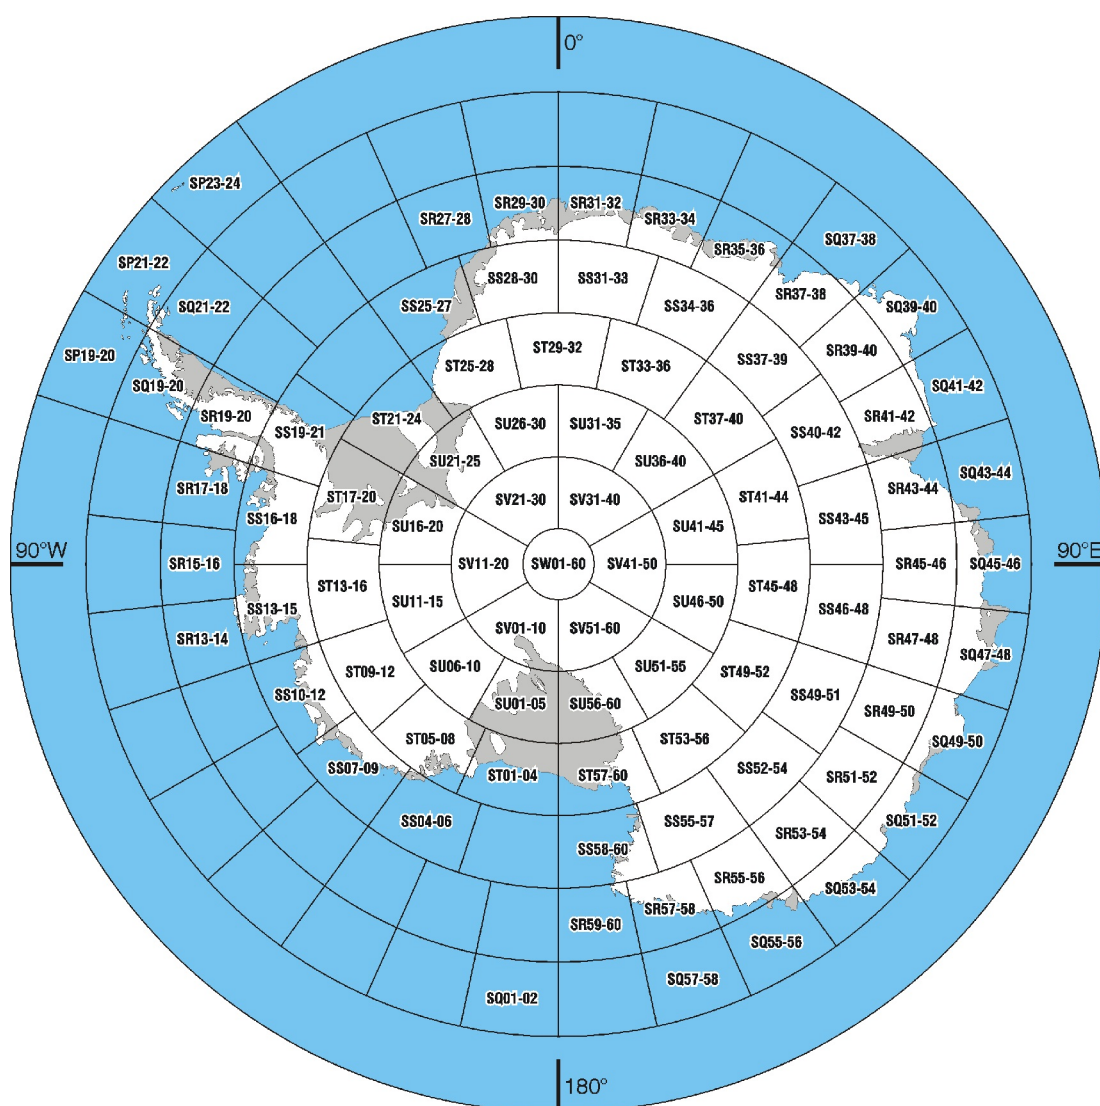 0°
SP23-24
SR29-30
SR31-32
SR27-28
SR33-34
SQ37-38
SR35-36
SP21-22
SS28-30
SS31-33
SR37-38
SQ21-22
SS25-27
SS34-36
SQ39-40
ST29-32
SR39-40
SP19-20
SS37-39
ST25-28
ST33-36
SQ19-20
SQ41-42
SR19-20
ST21-24
ST37-40
SR41-42
SS19-21
SU26-30
SU31-35
SS40-42
SU21-25
SU36-40
SQ43-44
SR17-18
SR43-44
ST17-20
SV21-30
SV31-40
ST41-44
SS16-18
SS43-45
SU16-20
SU41-45
90°W
90°E
SR15-16
SV11-20
SW01-60
SV41-50
SR45-46
SQ45-46
ST13-16
ST45-48
SU11-15
SU46-50
SS13-15
SS46-48
SR13-14
SV01-10
SV51-60
SR47-48
SQ47-48
SU06-10
SU51-55
ST09-12
ST49-52
SS10-12
SS49-51
SU01-05
SU56-60
SR49-50
ST05-08
ST53-56
SQ49-50
SS07-09
ST01-04
ST57-60
SS52-54
SR51-52
SS04-06
SS55-57
SQ51-52
SR53-54
SS58-60
SR55-56
SQ53-54
SR57-58
SR59-60
SQ55-56
SQ57-58
SQ01-02
180°